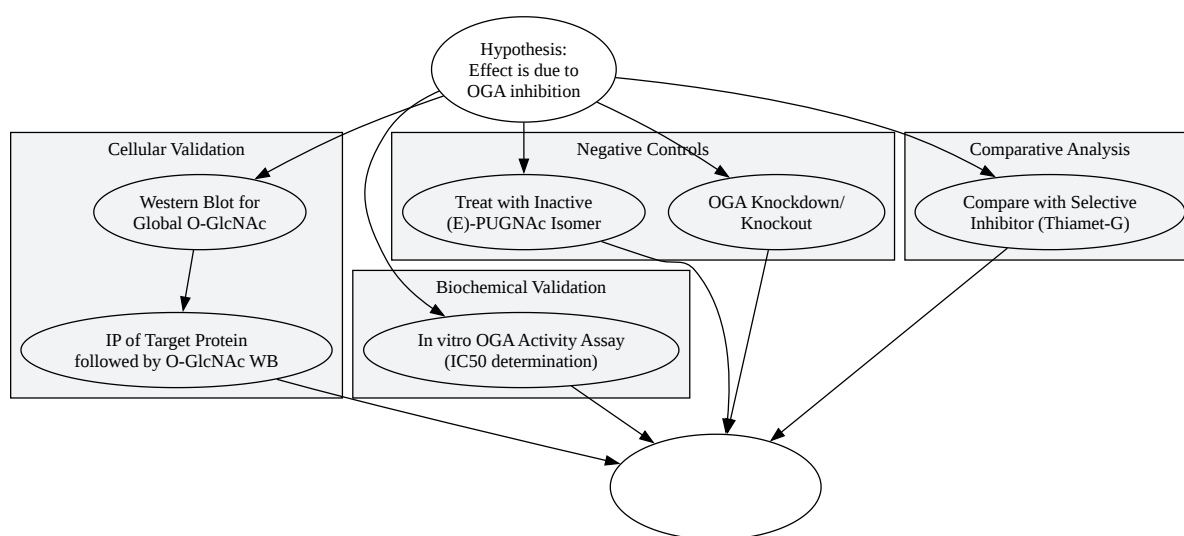 Hypothesis:
Effect is due to
OGA inhibition
Cellular Validation
Western Blot for
Global O-GlcNAc
IP of Target Protein
followed by O-GlcNAc WB
Negative Controls
Treat with Inactive
(E)-PUGNAc Isomer
OGA Knockdown/
Knockout
Biochemical Validation
In vitro OGA Activity Assay
(IC50 determination)
Comparative Analysis
Compare with Selective
Inhibitor (Thiamet-G)